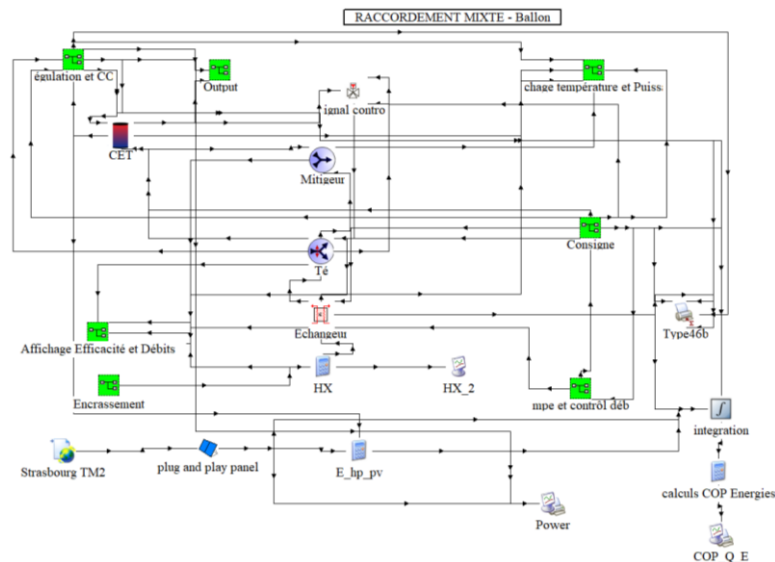 RACCORDEMENT MIXTE - Ballon
égulation et CC
Output
ignal contro
chage température et Puiss
CET
Mitigeur
Consigne
Té
Echangeur
Type46b
Affichage Efficacité et Débits
HX
HX_2
Encrassement
mpe et contrôl déb
integration
Strasbourg TM2
plug and play panel
E_hp_pv
calculs COP Energies
Power
COP_Q_E